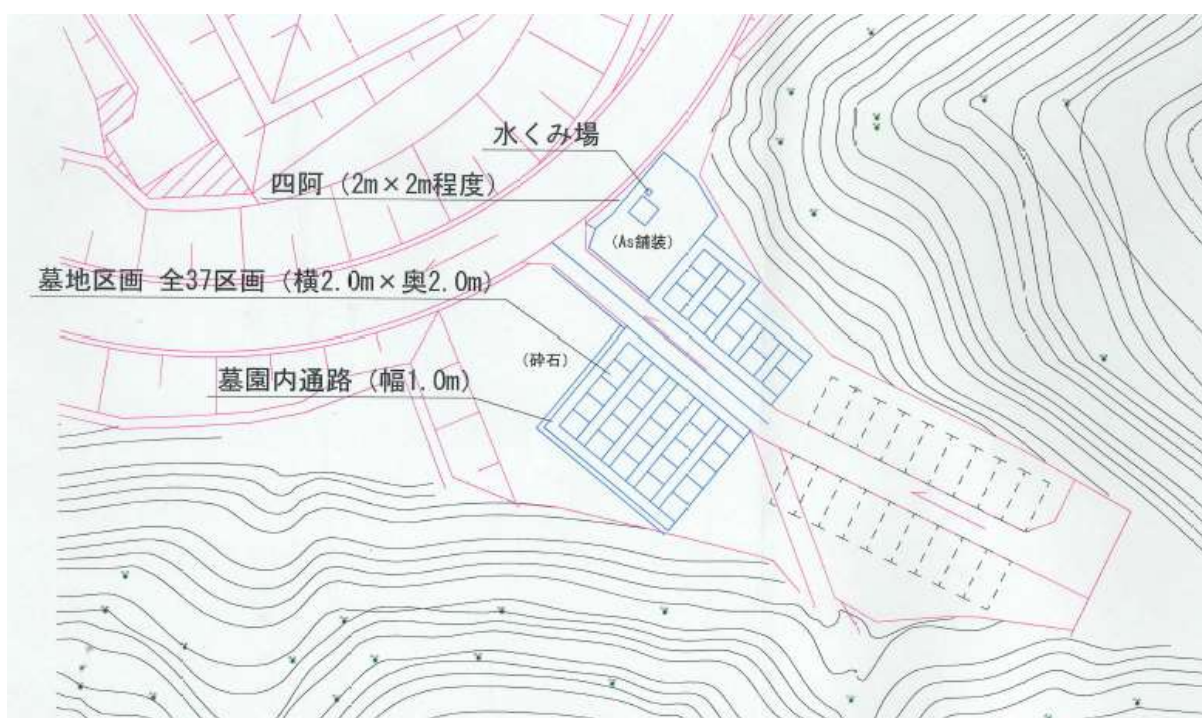 水くみ場
四阿（2m×2m程度）
（As舗装）
墓地区画 全37区画（横2.0m×奥2.0m）
（砕石）
墓園内通路（幅1.0m）